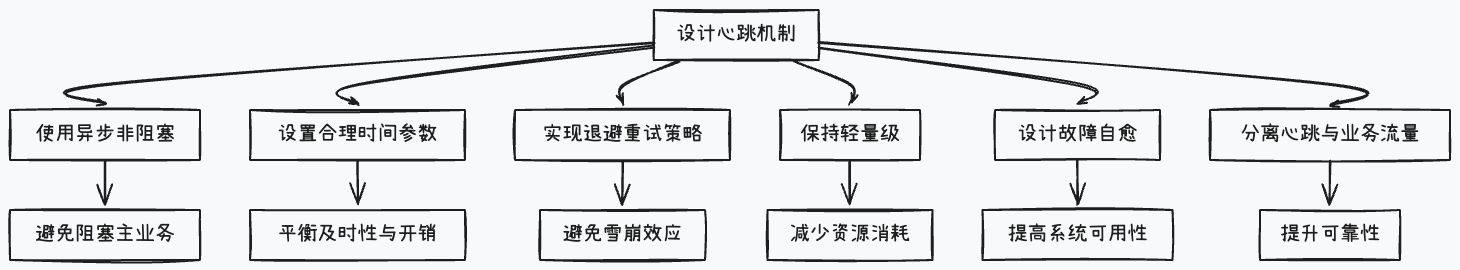 设计心跳机制
使用异步非阻塞
设置合理时间参数
实现退避重试策略
保持轻量级
设计故障自愈
分离心跳与业务流量
避免阻塞主业务
平衡及时性与开销
避免雪崩效应
减少资源消耗
提高系统可用性
提升可靠性